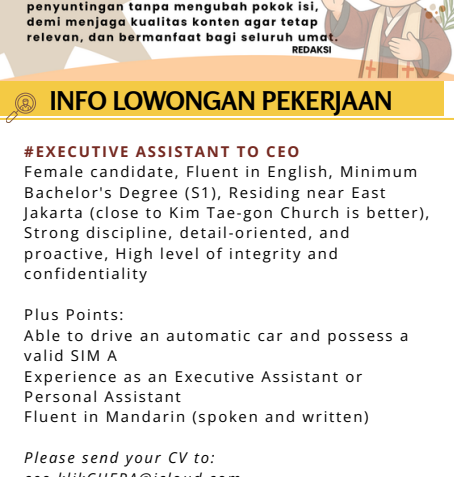 penyuntingan tanpa mengubah pokok isi,
demi menjaga kualitas konten agar tetap
relevan, dan bermanfaat bagi seluruh umat.
REDAKSI
INFO LOWONGAN PEKERJAAN
#EXECUTIVE ASSISTANT TO CEO
Female candidate, Fluent in English, Minimum
Bachelor's Degree (S1), Residing near East
Jakarta (close to Kim Tae-gon Church is better),
Strong discipline, detail-oriented, and
proactive, High level of integrity and
confidentiality
Plus Points:
Able to drive an automatic car and possess a
valid SIM A
Experience as an Executive Assistant or
Personal Assistant
Fluent in Mandarin (spoken and written)
Please send your CV to: